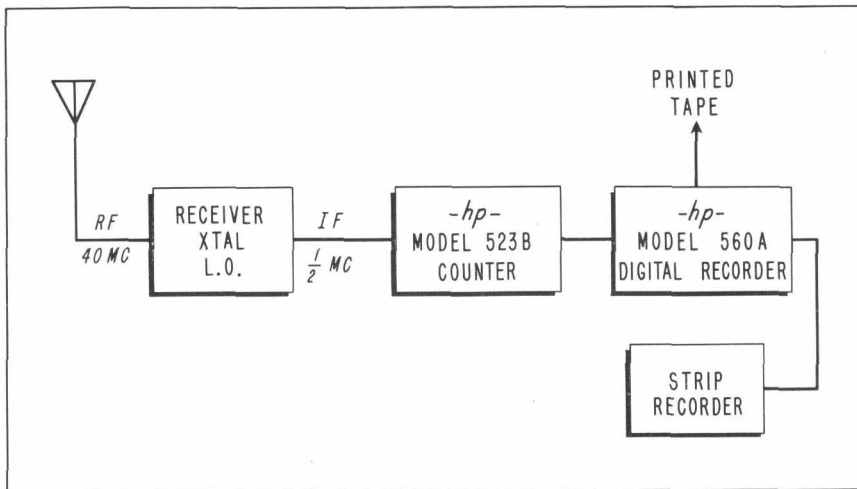 PRINTED
TAPE
RF
40 MC
RECEIVER
XTAL
L.O.
IF
1/2 MC
-hp-
MODEL 523B
COUNTER
-hp-
MODEL 560A
DIGITAL RECORDER
STRIP
RECORDER